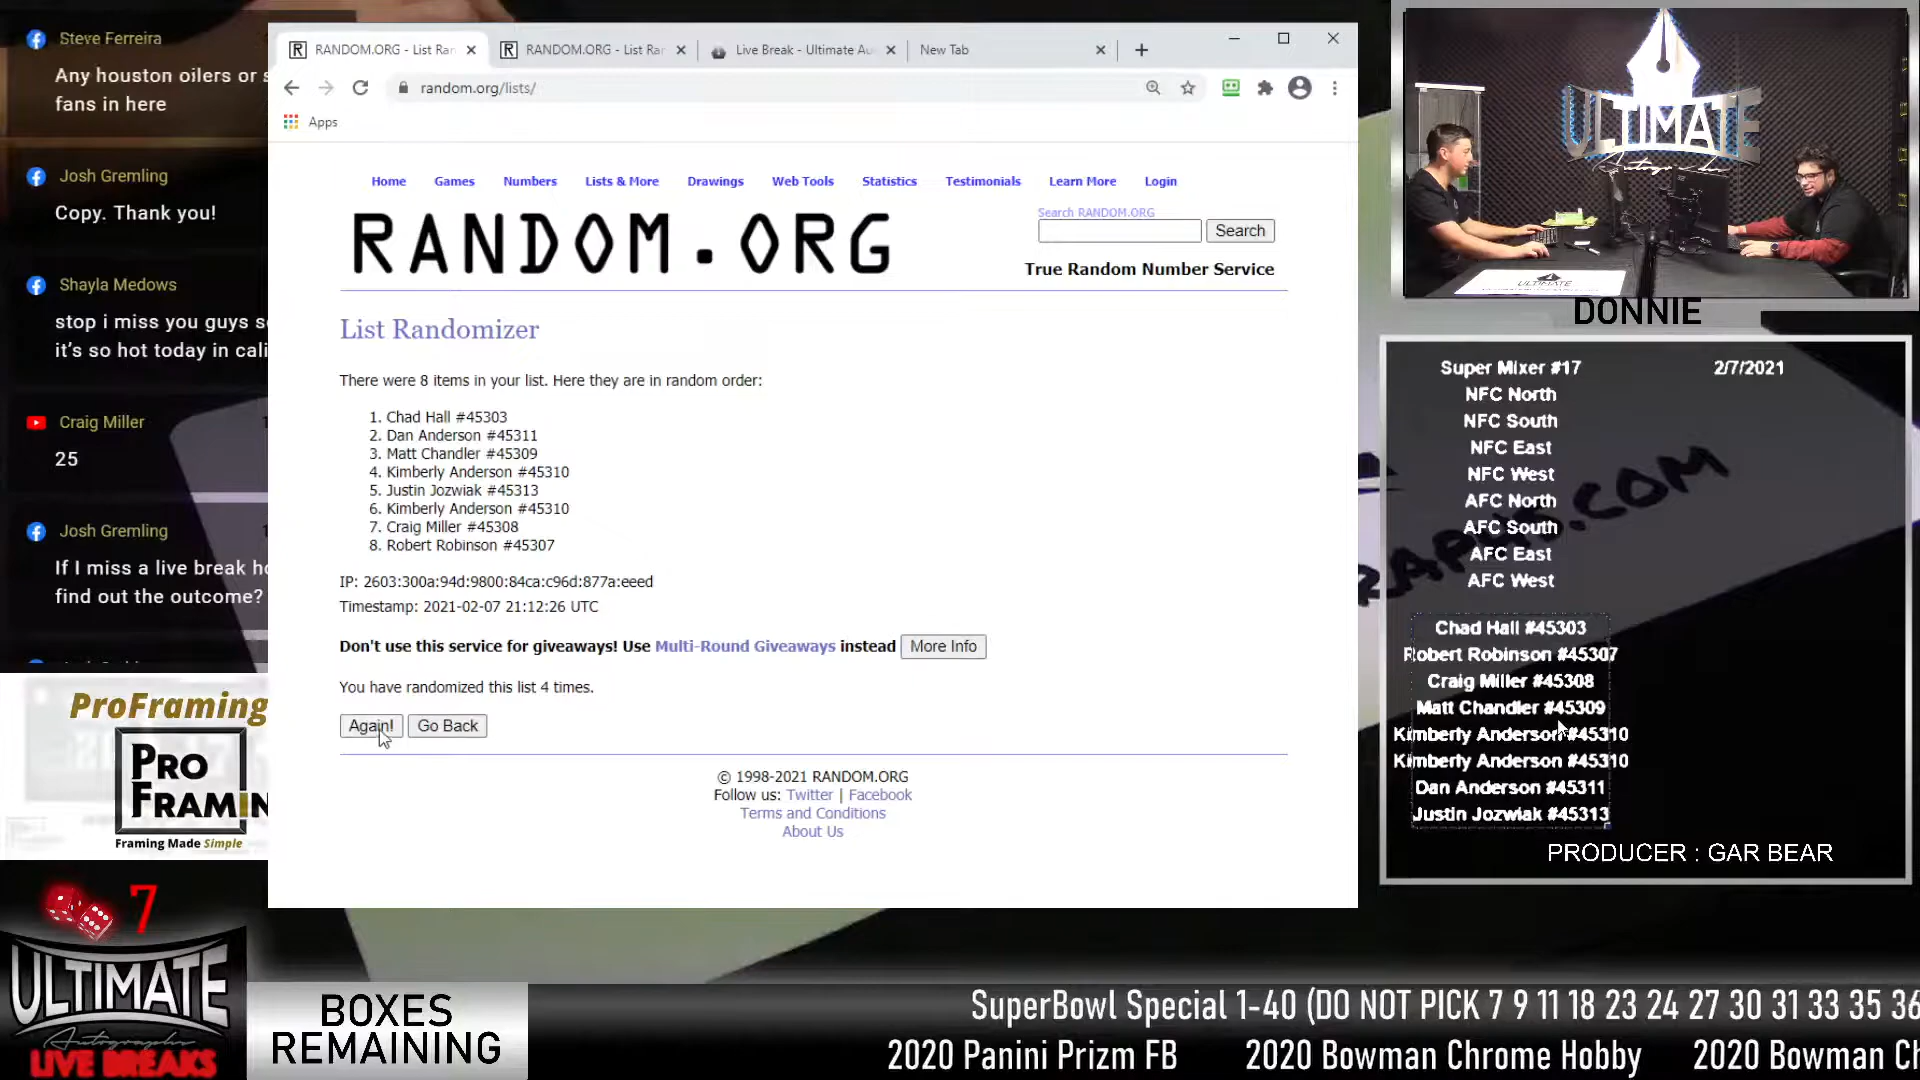 Steve Ferreira
Any houston oilers or s
fans in here
Josh Gremling
Copy. Thank you!
Shayla Medows
stop i miss you guys s
it's so hot today in cali
Craig Miller
25
Josh Gremling
If I miss a live break h
find out the outcome?
ProFraming
PRO
FRAMIN
Framing Made Simple
7
ULTIMATE
Autographs
LIVE BREAKS
BOXES
REMAINING
RANDOM.ORG - List Ran
RANDOM.ORG - List Ran
Live Break - Ultimate Au
New Tab
random.org/lists/
Apps
Home Games Numbers Lists & More Drawings Web Tools Statistics Testimonials Learn More Login
RANDOM.ORG
Search RANDOM.ORG
Search
True Random Number Service
List Randomizer
There were 8 items in your list. Here they are in random order:
1. Chad Hall #45303
2. Dan Anderson #45311
3. Matt Chandler #45309
4. Kimberly Anderson #45310
5. Justin Jozwiak #45313
6. Kimberly Anderson #45310
7. Craig Miller #45308
8. Robert Robinson #45307
IP: 2603:300a:94d:9800:84ca:c96d:877a:eeed
Timestamp: 2021-02-07 21:12:26 UTC
Don't use this service for giveaways! Use Multi-Round Giveaways instead More Info
You have randomized this list 4 times.
Again! Go Back
© 1998-2021 RANDOM.ORG
Follow us: Twitter | Facebook
Terms and Conditions
About Us
ULTIMATE
Autographs
ULTIMATE
DONNIE
Super Mixer #17 2/7/2021
NFC North
NFC South
NFC East
NFC West
AFC North
AFC South
AFC East
AFC West
Chad Hall #45303
Robert Robinson #45307
Craig Miller #45308
Matt Chandler #45309
Kimberly Anderson #45310
Kimberly Anderson #45310
Dan Anderson #45311
Justin Jozwiak #45313
PRODUCER : GAR BEAR
SuperBowl Special 1-40 (DO NOT PICK 7 9 11 18 23 24 27 30 31 33 35 36
2020 Panini Prizm FB 2020 Bowman Chrome Hobby 2020 Bowman Ch